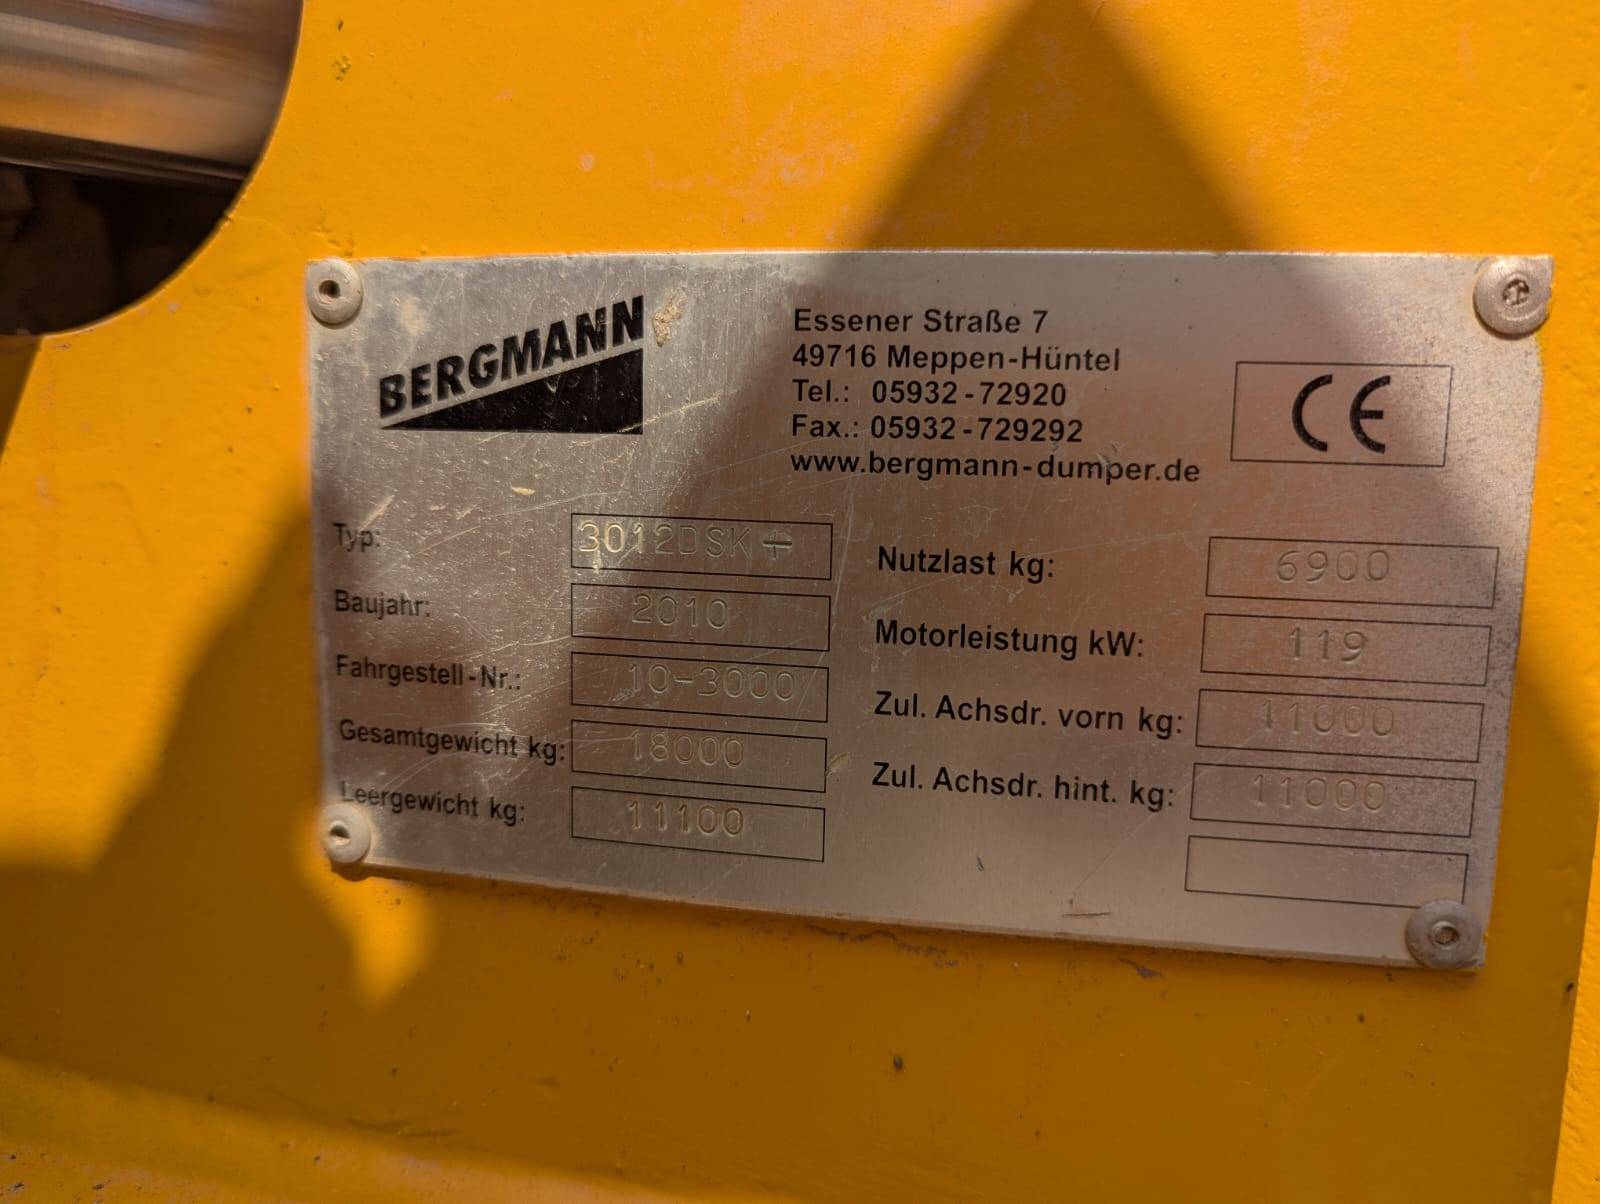 BERGMANN
Essener Straße 7
49716 Meppen-Hüntel
Tel.: 05932-72920
Fax.: 05932-729292
www.bergmann-dumper.de
CE
Typ: 3012DSK+
Baujahr: 2010
Fahrgestell-Nr.: 10-3000
Gesamtgewicht kg: 18000
Leergewicht kg: 11100
Nutzlast kg: 6900
Motorleistung kW: 119
Zul. Achsdr. vorn kg: 11000
Zul. Achsdr. hint. kg: 11000